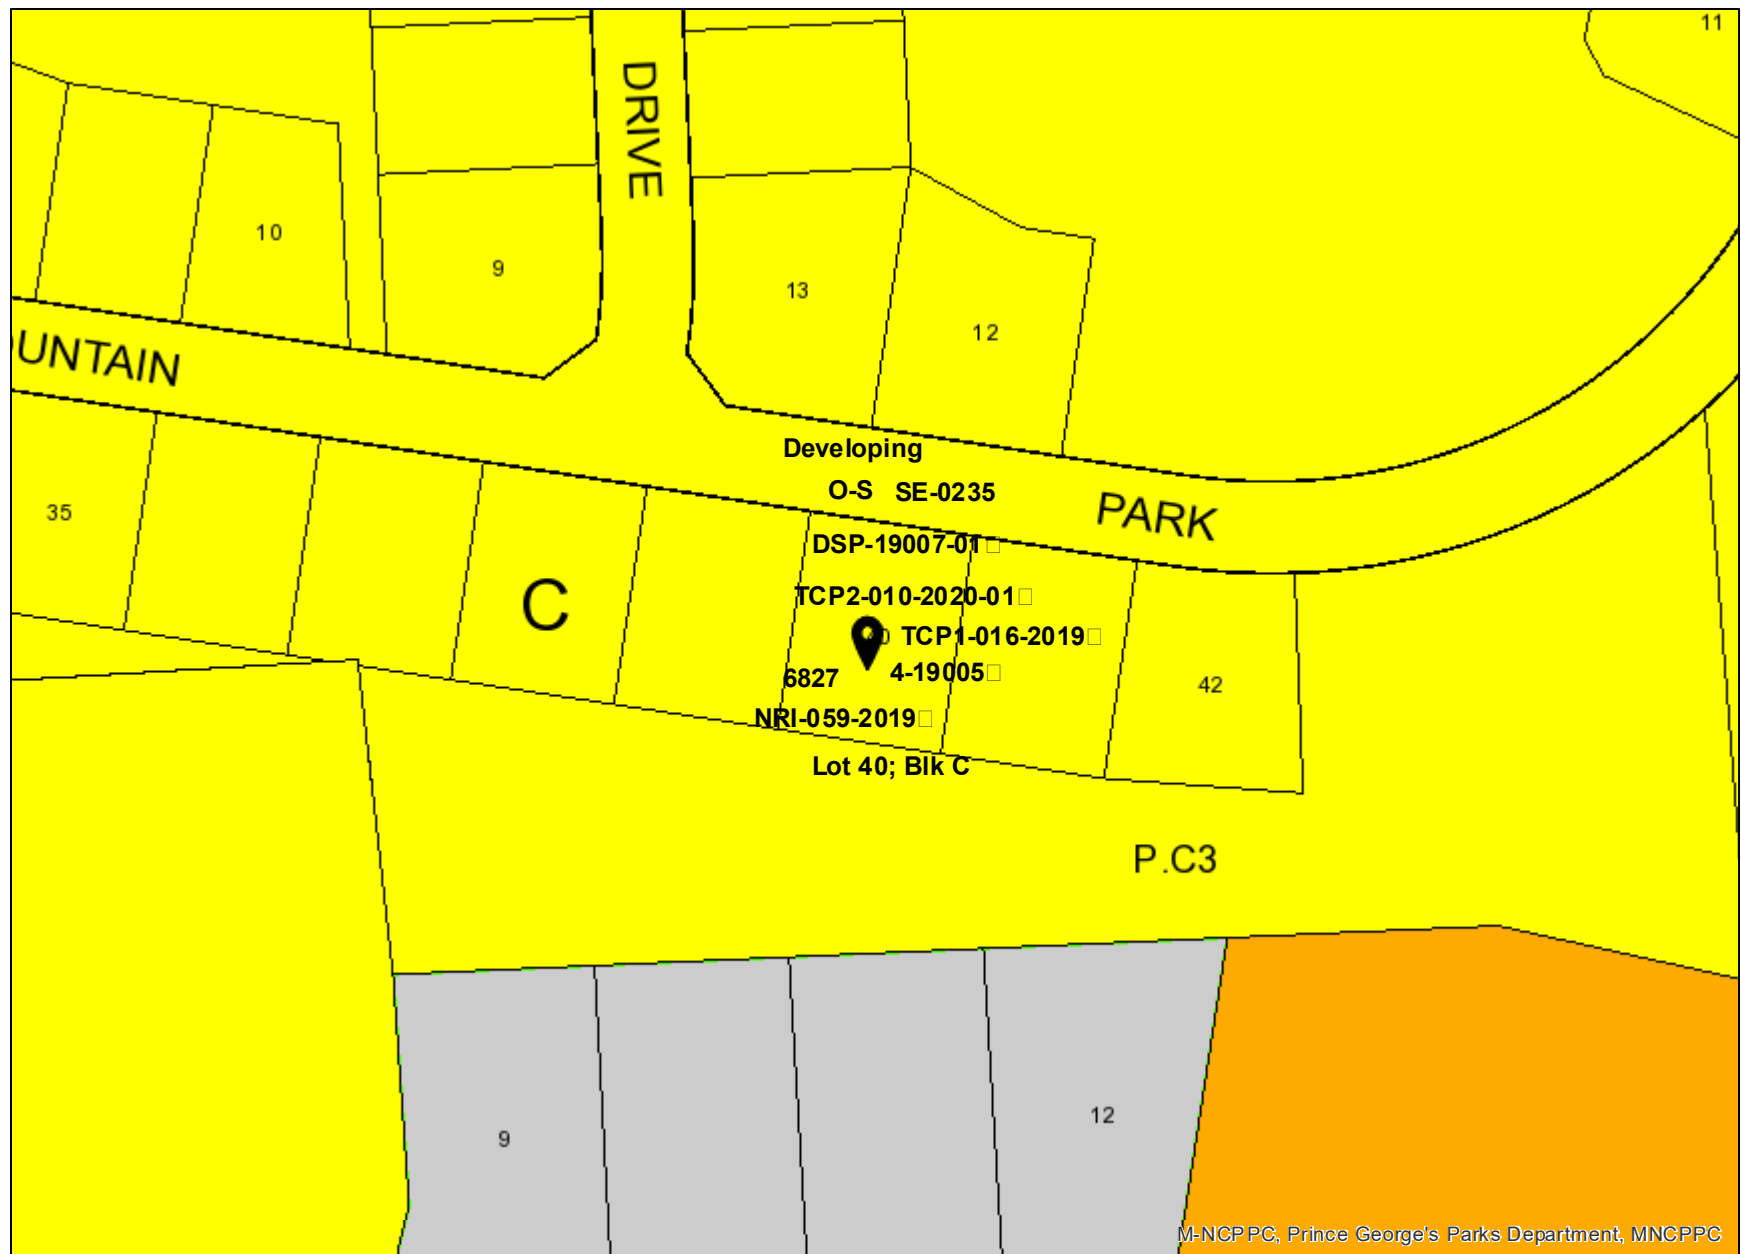 11
DRIVE
10
9
13
12
UNTAIN
Developing
O-S SE-0235
PARK
35
DSP-19007-01
C
TCP2-010-2020-01
TCP1-016-2019
4-19005
6827
42
NRI-059-2019
Lot 40; Blk C
P.C3
12
9
M-NCPPC, Prince George's Parks Department, MNCPPC